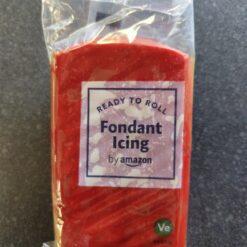 READY TO ROLL
Fondant
Icing
by amazon
Ve